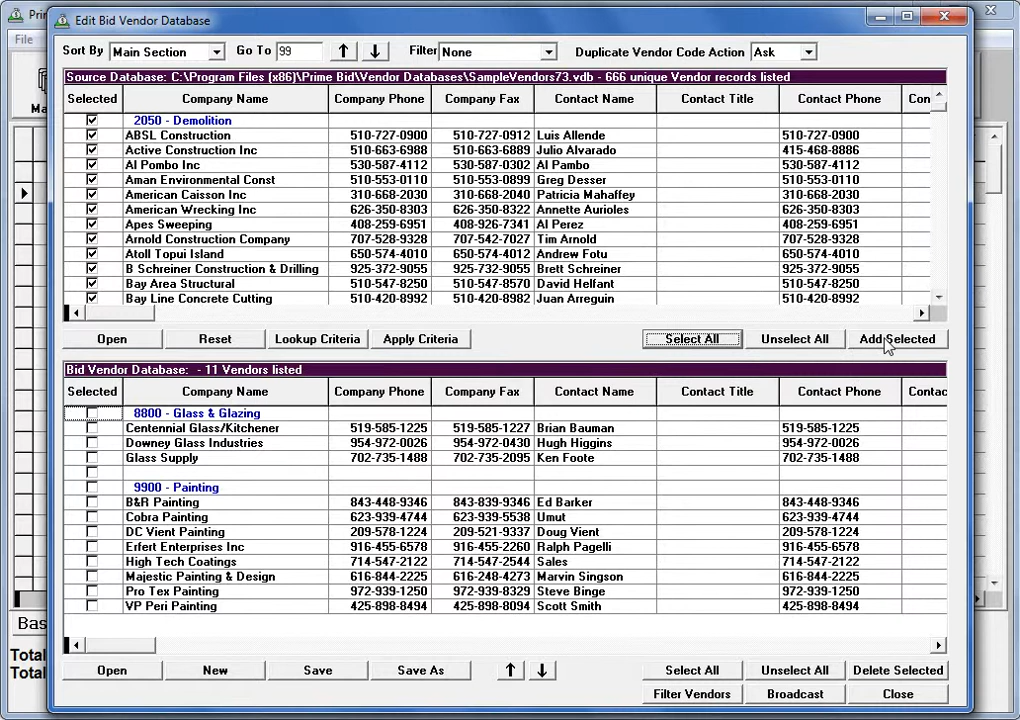 Prim
Edit Bid Vendor Database
File
Sort By Main Section Go To 99 Filter None Duplicate Vendor Code Action Ask
Source Database: C:\Program Files (x86)\Prime Bid\Vendor Databases\SampleVendors73.vdb - 666 unique Vendor records listed
Selected Company Name Company Phone Company Fax Contact Name Contact Title Contact Phone Con
2050 - Demolition
ABSL Construction 510-727-0900 510-727-0912 Luis Allende 510-727-0900
Active Construction Inc 510-663-6988 510-663-6889 Julio Alvarado 415-468-8886
Al Pombo Inc 530-587-4112 530-587-0302 Al Pambo 530-587-4112
Aman Environmental Const 510-553-0110 510-553-0899 Greg Desser 510-553-0110
American Caisson Inc 310-668-2030 310-668-2040 Patricia Mahaffey 310-668-2030
American Wrecking Inc 626-350-8303 626-350-8322 Annette Aurioles 626-350-8303
Apes Sweeping 408-259-6951 408-926-7341 Al Perez 408-259-6951
Arnold Construction Company 707-528-9328 707-542-7027 Tim Arnold 707-528-9328
Atoll Topui Island 650-574-4010 650-574-4012 Andrew Fotu 650-574-4010
B Schreiner Construction & Drilling 925-372-9055 925-732-9055 Brett Schreiner 925-372-9055
Bay Area Structural 510-547-8250 510-547-8570 David Helfant 510-547-8250
Bay Line Concrete Cutting 510-420-8992 510-420-8982 Juan Arreguin 510-420-8992
Open Reset Lookup Criteria Apply Criteria Select All Unselect All Add Selected
Bid Vendor Database: - 11 Vendors listed
Selected Company Name Company Phone Company Fax Contact Name Contact Title Contact Phone Contac
8800 - Glass & Glazing
Centennial Glass/Kitchener 519-585-1225 519-585-1227 Brian Bauman 519-585-1225
Downey Glass Industries 954-972-0026 954-972-0430 Hugh Higgins 954-972-0026
Glass Supply 702-735-1488 702-735-2095 Ken Foote 702-735-1488
9900 - Painting
B&R Painting 843-448-9346 843-839-9346 Ed Barker 843-448-9346
Cobra Painting 623-939-4744 623-939-5538 Umut 623-939-4744
DC Vient Painting 209-578-1224 209-521-9337 Doug Vient 209-578-1224
Erfert Enterprises Inc 916-455-6578 916-455-2260 Ralph Pagelli 916-455-6578
High Tech Coatings 714-547-2122 714-547-2544 Sales 714-547-2122
Majestic Painting & Design 616-844-2225 616-248-4273 Marvin Singson 616-844-2225
Pro Tex Painting 972-939-1250 972-939-8329 Steve Binge 972-939-1250
VP Peri Painting 425-898-8494 425-898-8094 Scott Smith 425-898-8494
Bas
Total
Total
Open New Save Save As Select All Unselect All Delete Selected
Filter Vendors Broadcast Close